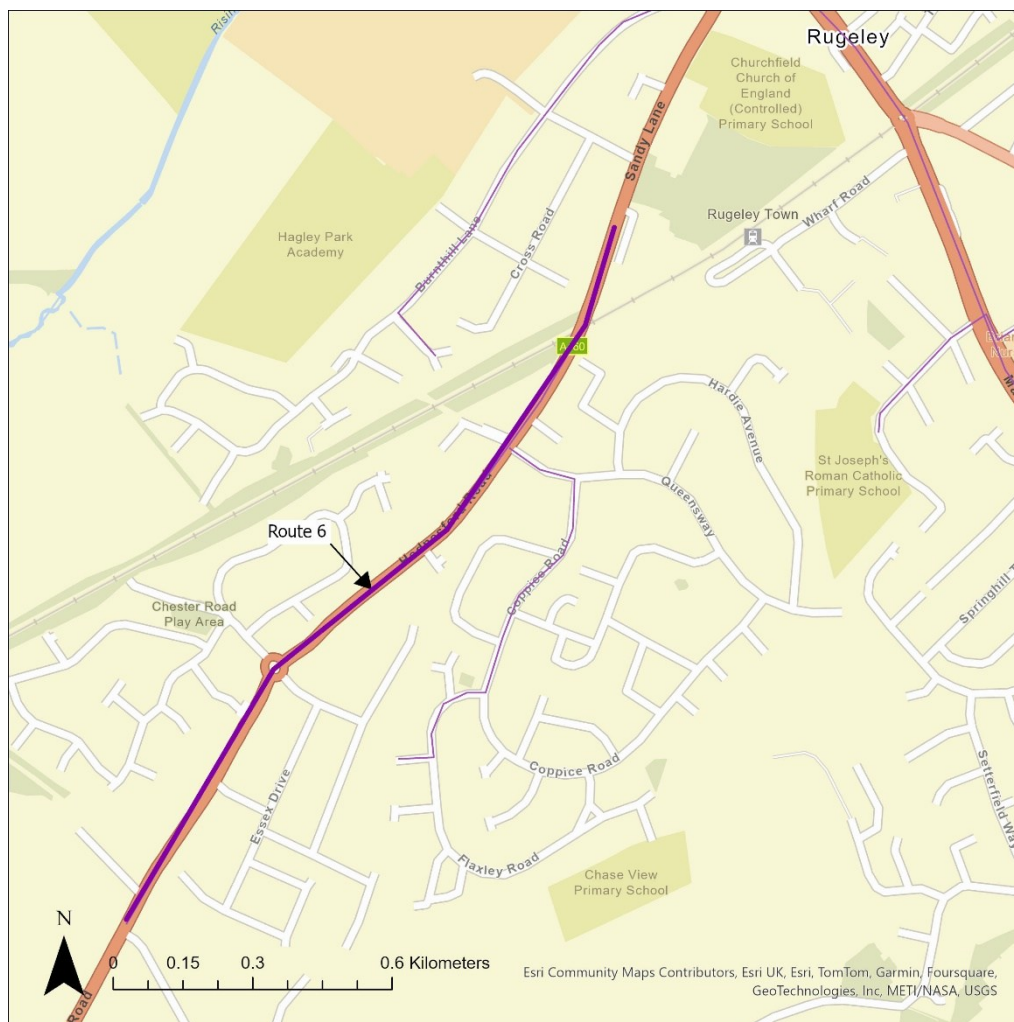 Rugeley
Churchfield
Church of
England
(Controlled)
Primary School
Sandy Lane
Hagley Park
Academy
Burnthill Lane
Cross Road
Rugeley Town
Wharf Road
Hardie Avenue
St Joseph's
Roman Catholic
Primary School
Queensway
Route 6
Coppice Road
Chester Road
Play Area
Essex Drive
Coppice Road
Setterfield Way
Flaxley Road
Chase View
Primary School
N
0 0.15 0.3 0.6 Kilometers
Road
Esri Community Maps Contributors, Esri UK, Esri, TomTom, Garmin, Foursquare,
GeoTechnologies, Inc, METI/NASA, USGS